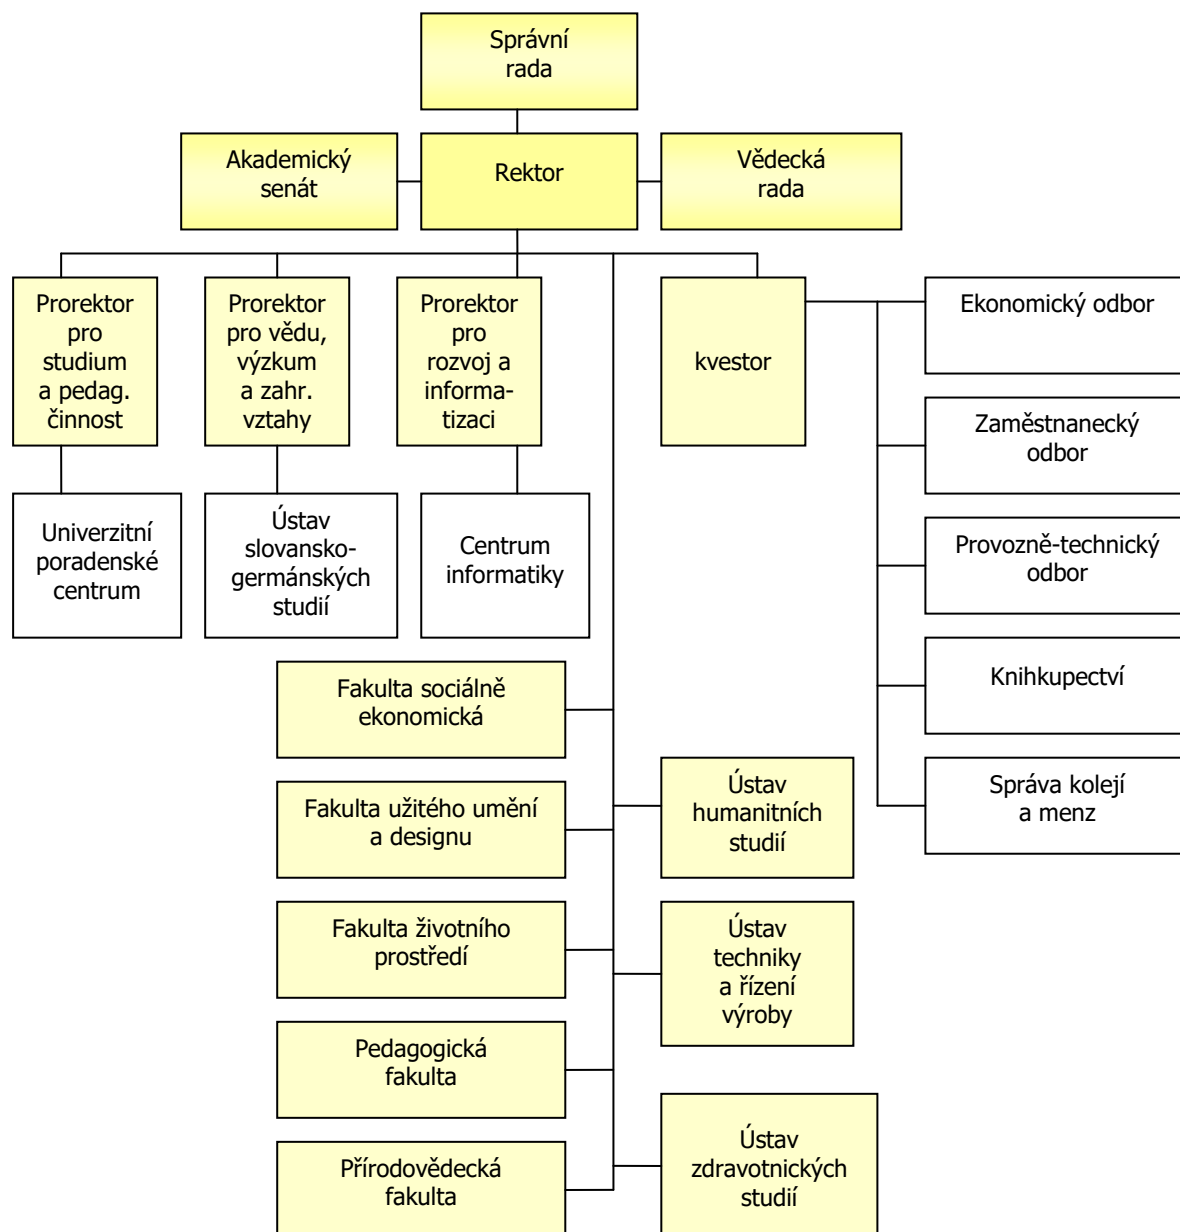 Správní
rada
Akademický
senát
Rektor
Vědecká
rada
Prorektor
pro
studium
a pedag.
činnost
Prorektor
pro vědu,
výzkum
a zahr.
vztahy
Prorektor
pro
rozvoj a
informa-
tizaci
kvestor
Ekonomický odbor
Zaměstnanecký
odbor
Provozně-technický
odbor
Knihkupectví
Správa kolejí
a menz
Univerzitní
poradenské
centrum
Ústav
slovansko-
germánských
studií
Centrum
informatiky
Fakulta sociálně
ekonomická
Fakulta užitého umění
a designu
Fakulta životního
prostředí
Pedagogická
fakulta
Přírodovědecká
fakulta
Ústav
humanitních
studií
Ústav
techniky
a řízení
výroby
Ústav
zdravotnických
studií